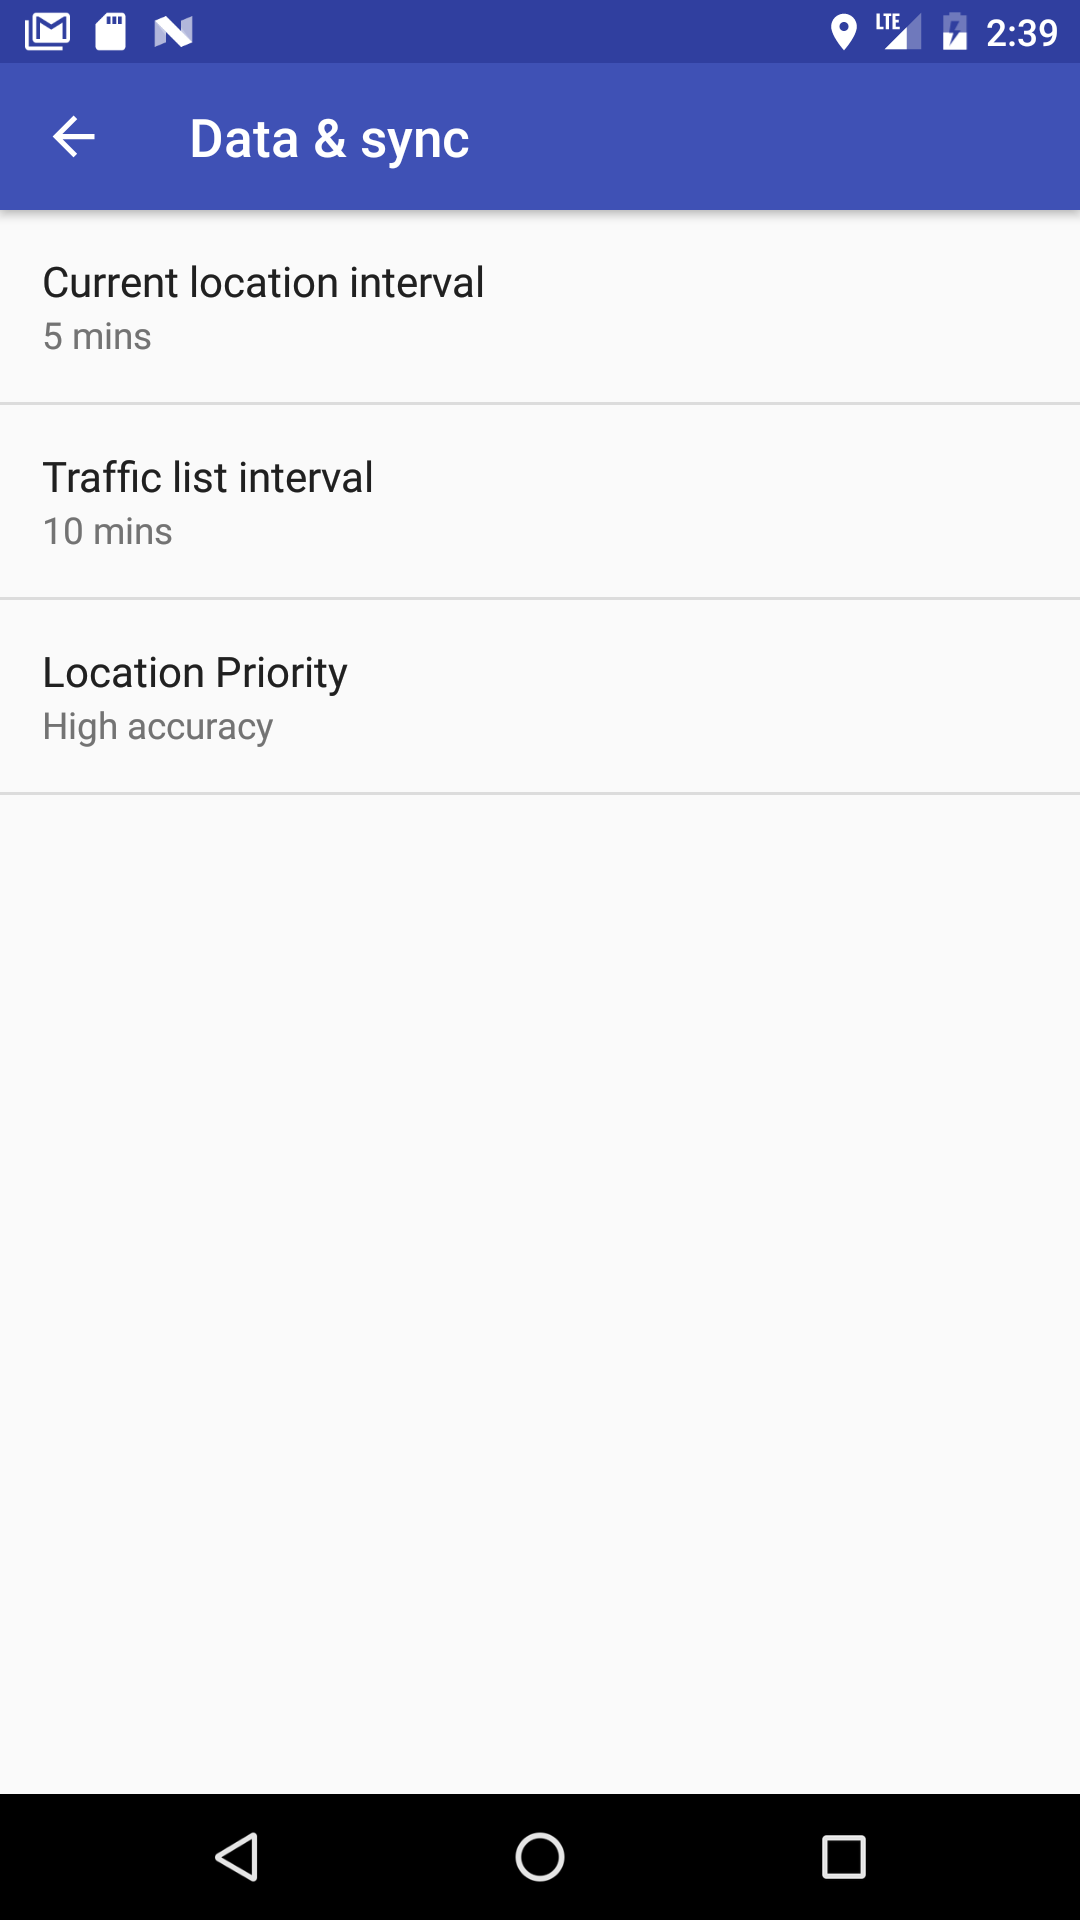 LTE 2:39
Data & sync
Current location interval
5 mins
Traffic list interval
10 mins
Location Priority
High accuracy